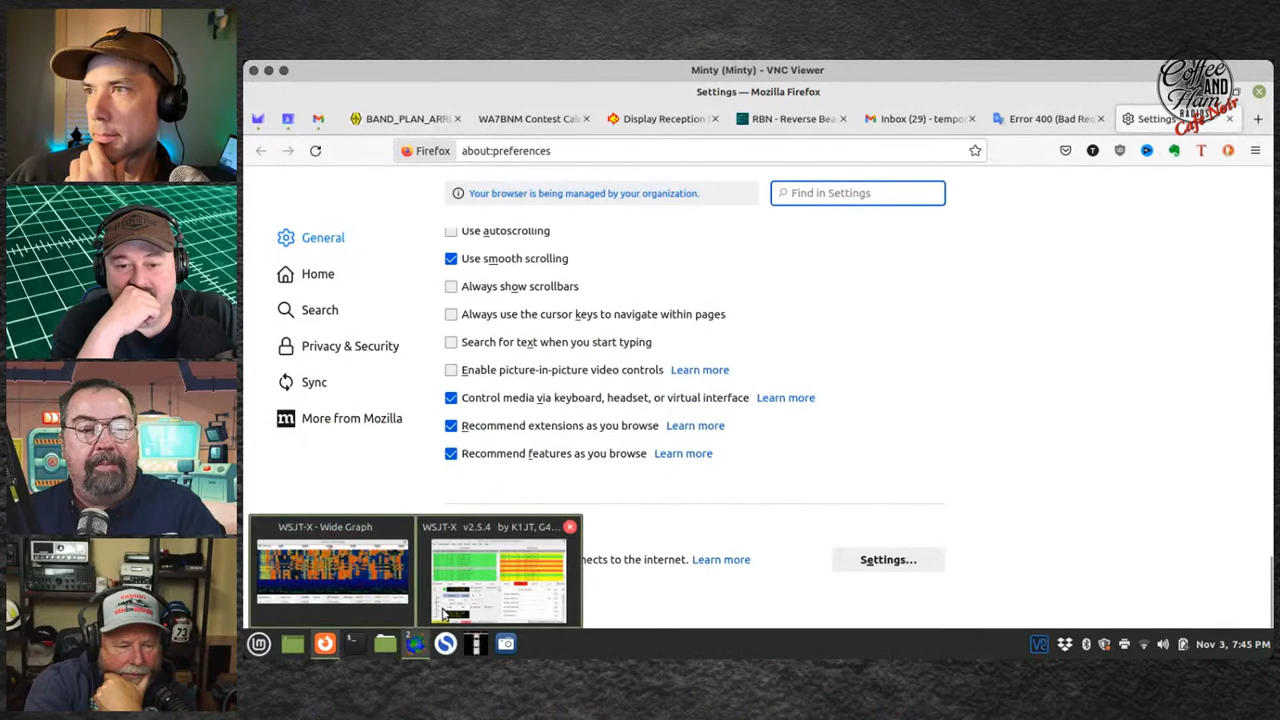 Minty (Minty) - VNC Viewer
Settings — Mozilla Firefox
Coffee
AND
Ham
RADIOS
Café Noir
BAND_PLAN_ARR
WA7BNM Contest Cal
Display Reception
RBN - Reverse Bea
Inbox (29) - tempo
Error 400 (Bad Req
Settings
Firefox
about:preferences
Your browser is being managed by your organization.
Find in Settings
General
Home
Search
Privacy & Security
Sync
More from Mozilla
Use autoscrolling
Use smooth scrolling
Always show scrollbars
Always use the cursor keys to navigate within pages
Search for text when you start typing
Enable picture-in-picture video controls Learn more
Control media via keyboard, headset, or virtual interface Learn more
Recommend extensions as you browse Learn more
Recommend features as you browse Learn more
WSJT-X - Wide Graph
WSJT-X v2.5.4 by K1JT, G4...
nects to the internet. Learn more
Settings...
Nov 3, 7:45 PM
73